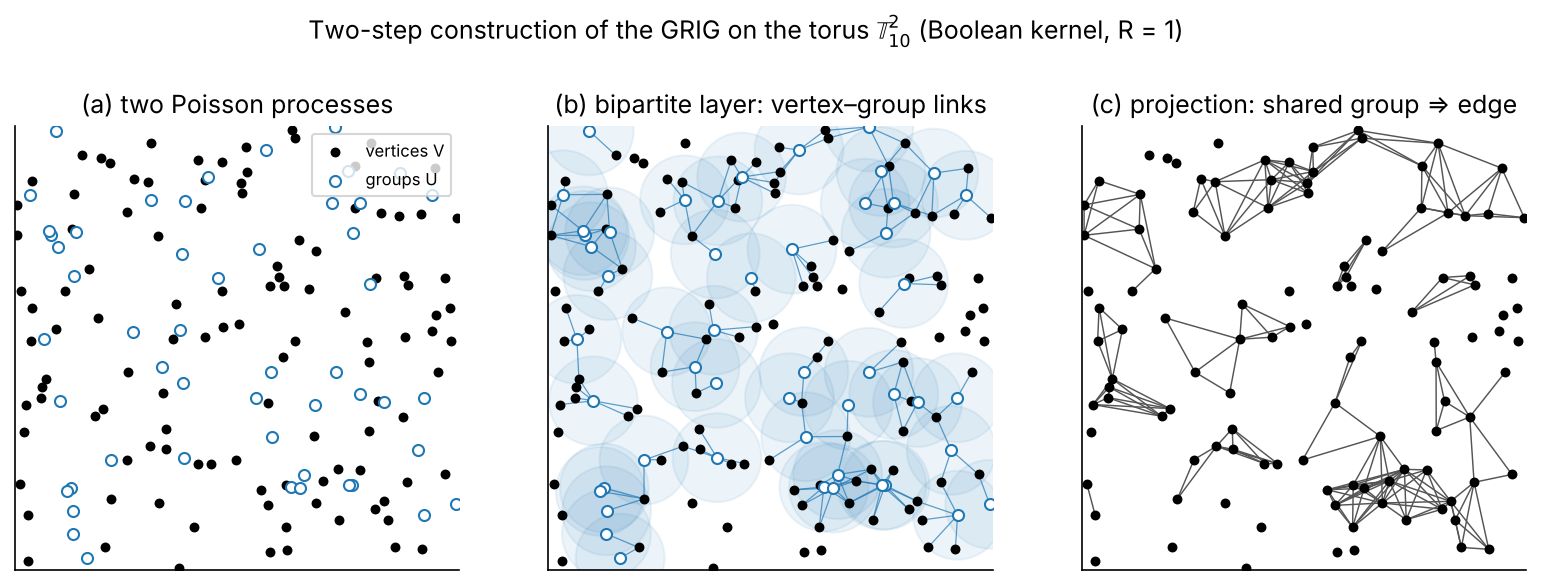 Two-step construction of the GRIG on the torus 𝕋²₁₀ (Boolean kernel, R = 1)
(a) two Poisson processes
(b) bipartite layer: vertex–group links
(c) projection: shared group ⇒ edge
vertices V
groups U